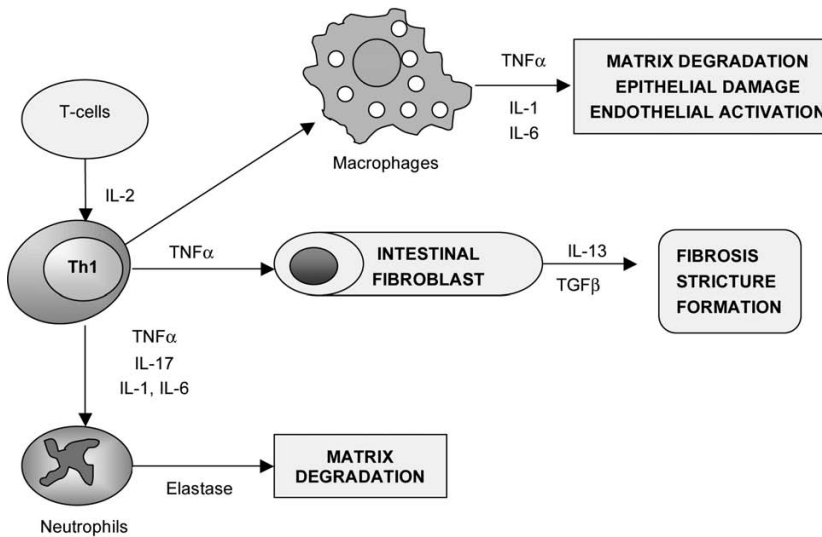 T-cells
IL-2
Th1
Macrophages
TNFα
IL-1
IL-6
MATRIX DEGRADATION
EPITHELIAL DAMAGE
ENDOTHELIAL ACTIVATION
TNFα
INTESTINAL
FIBROBLAST
IL-13
TGFβ
FIBROSIS
STRICTURE
FORMATION
TNFα
IL-17
IL-1, IL-6
Neutrophils
Elastase
MATRIX
DEGRADATION